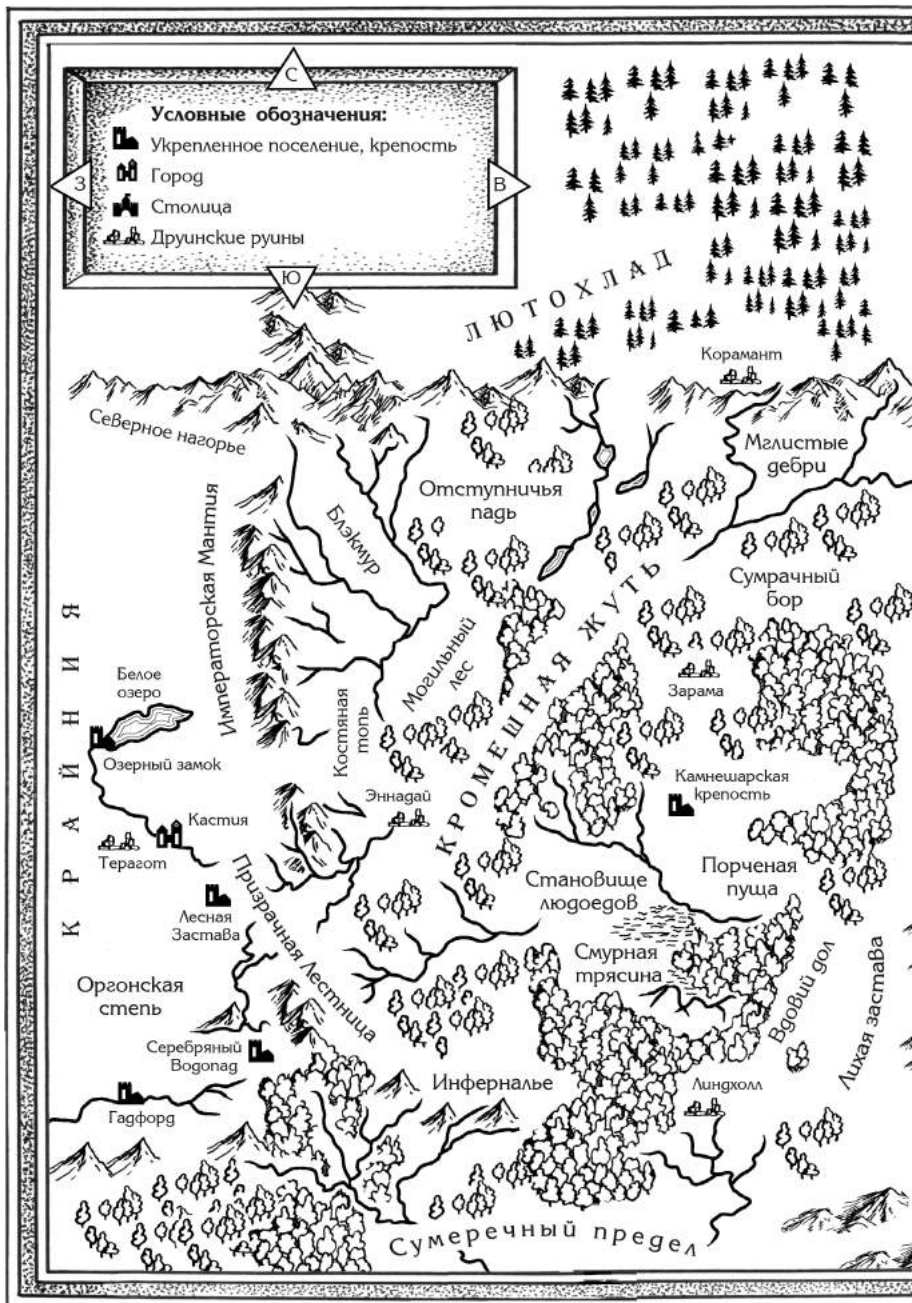 С
Условные обозначения:
Укрепленное поселение, крепость
З
В
Город
Столица
Друинские руины
Ю
ЛЮТОХЛАД
Корамант
Северное нагорье
Мглистые
дебри
Отступничья
падь
Блэкмур
Императорская Мантия
Сумрачный
бор
КРОМЕШНАЯ ЖУТЬ
Могильный
лес
Зарама
КРАЙНИЯ
Белое
озеро
Костяная
топь
Озерный замок
Камнешарская
крепость
Эннадай
Кастия
Терагот
Призрачная Лестница
Становище
людоедов
Порченая
пуща
Лесная
Застава
Смурная
трясина
Вдовий дол
Лихая застава
Оргонская
степь
Серебряный
Водопад
Инферналье
Линдхолл
Гадфорд
Сумеречный предел